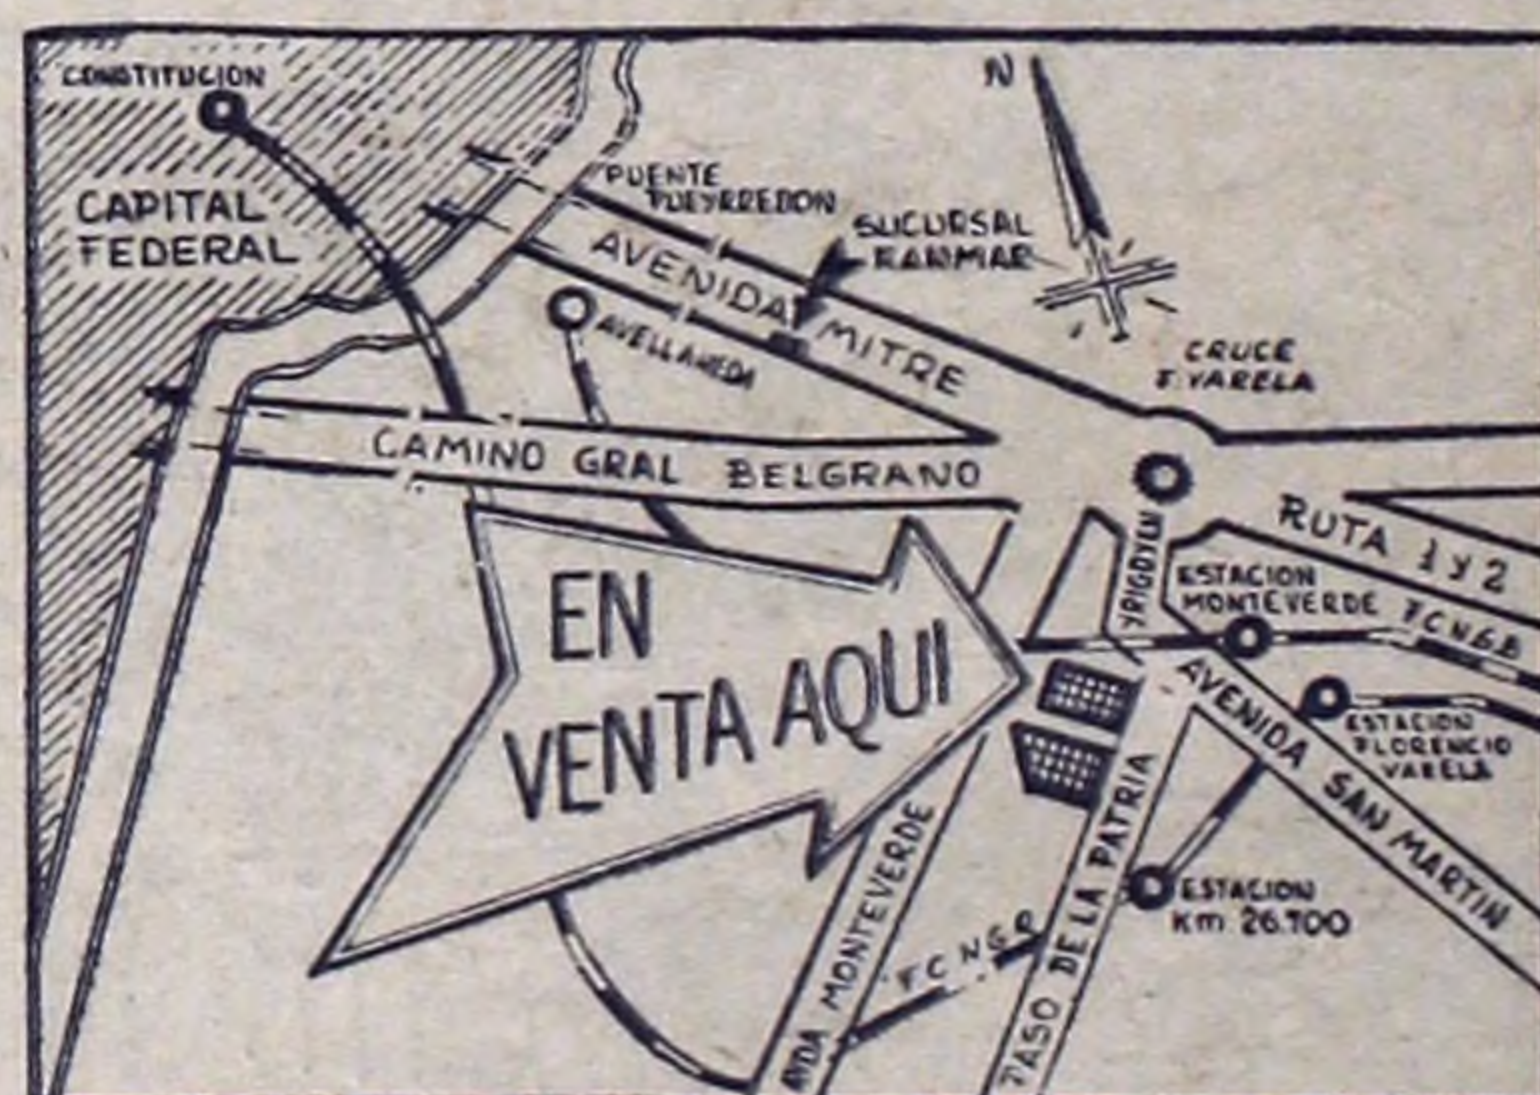 CONSTITUCION
CAPITAL
FEDERAL
N
PUENTE
PUEYRREDON
SUCURSAL
KANMAR
AVENIDA MITRE
AVELLANEDA
CRUCE
F. VARELA
CAMINO GRAL BELGRANO
RUTA 1 y 2
YRIGOYEN
ESTACION
MONTEVERDE
F C N G B
EN
VENTA AQUI
AVENIDA SAN MARTIN
ESTACION
FLORENCIO
VARELA
AVDA MONTEVERDE
PASO DE LA PATRIA
F C N G P
ESTACION
Km 26.700